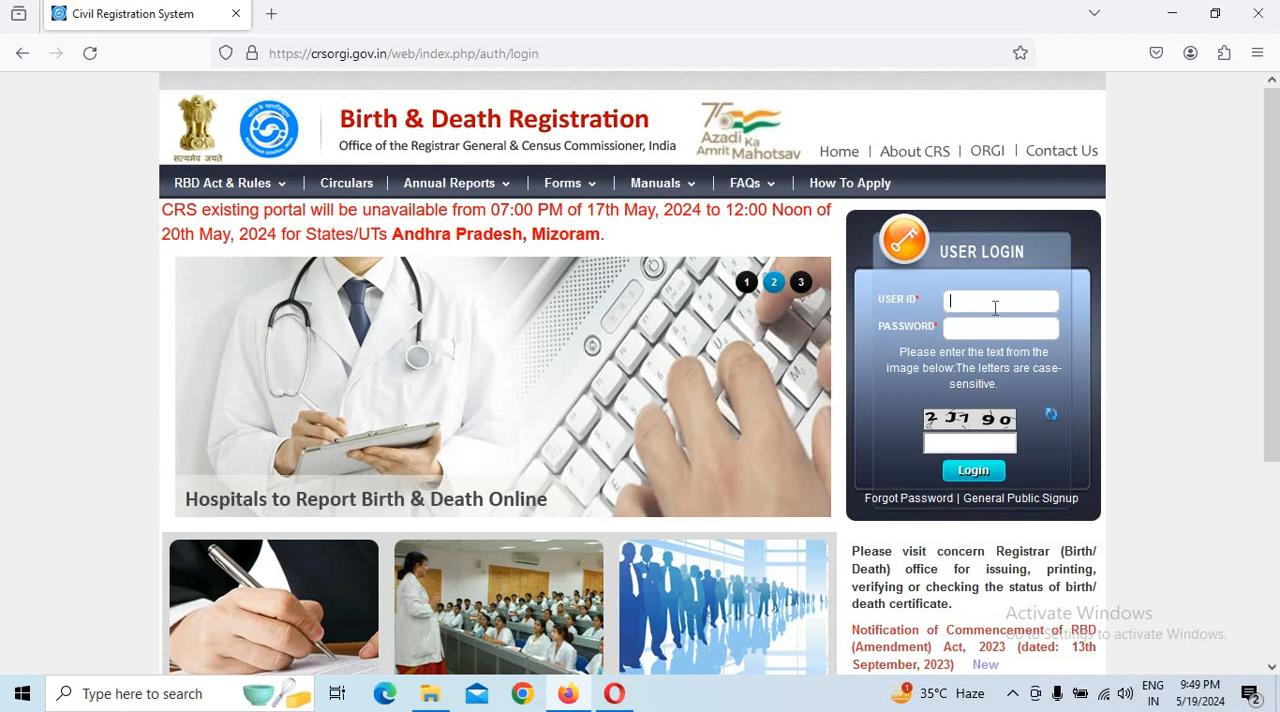 Civil Registration System
https://crsorgi.gov.in/web/index.php/auth/login
सत्यमेव जयते
Birth & Death Registration
Office of the Registrar General & Census Commissioner, India
Azadi Ka
Amrit Mahotsav
Home | About CRS | ORGI | Contact Us
RBD Act & Rules | Circulars | Annual Reports | Forms | Manuals | FAQs | How To Apply
CRS existing portal will be unavailable from 07:00 PM of 17th May, 2024 to 12:00 Noon of
20th May, 2024 for States/UTs Andhra Pradesh, Mizoram.
1 2 3
Hospitals to Report Birth & Death Online
USER LOGIN
USER ID*
PASSWORD*
Please enter the text from the
image below:The letters are case-
sensitive.
Login
Forgot Password | General Public Signup
Please visit concern Registrar (Birth/
Death) office for issuing, printing,
verifying or checking the status of birth/
death certificate.
Notification of Commencement of RBD
(Amendment) Act, 2023 (dated: 13th
September, 2023) New
Activate Windows
Go to Settings to activate Windows.
Type here to search
1
35°C Haze
ENG
IN
9:49 PM
5/19/2024
2